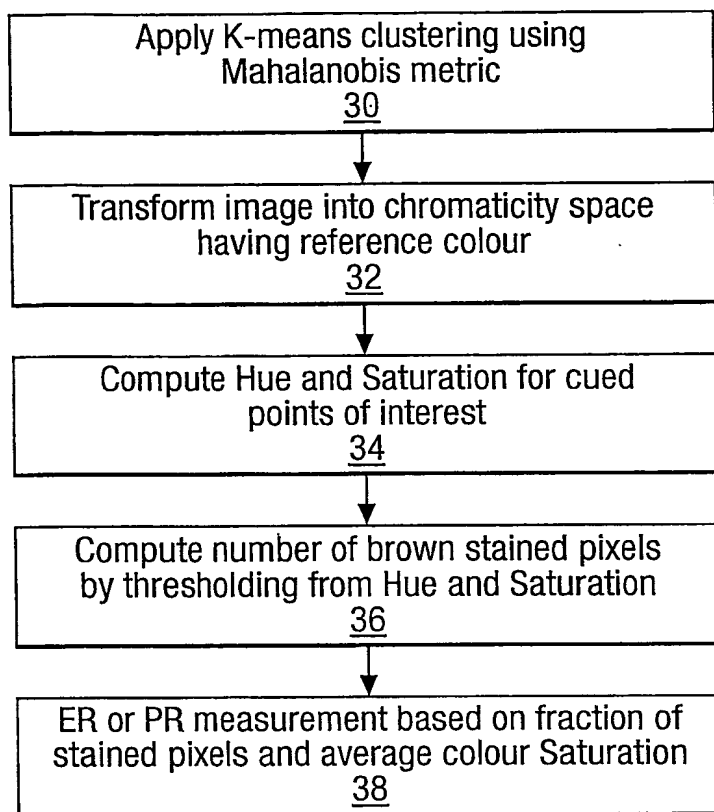 Apply K-means clustering using
Mahalanobis metric
30
Transform image into chromaticity space
having reference colour
32
Compute Hue and Saturation for cued
points of interest
34
Compute number of brown stained pixels
by thresholding from Hue and Saturation
36
ER or PR measurement based on fraction of
stained pixels and average colour Saturation
38